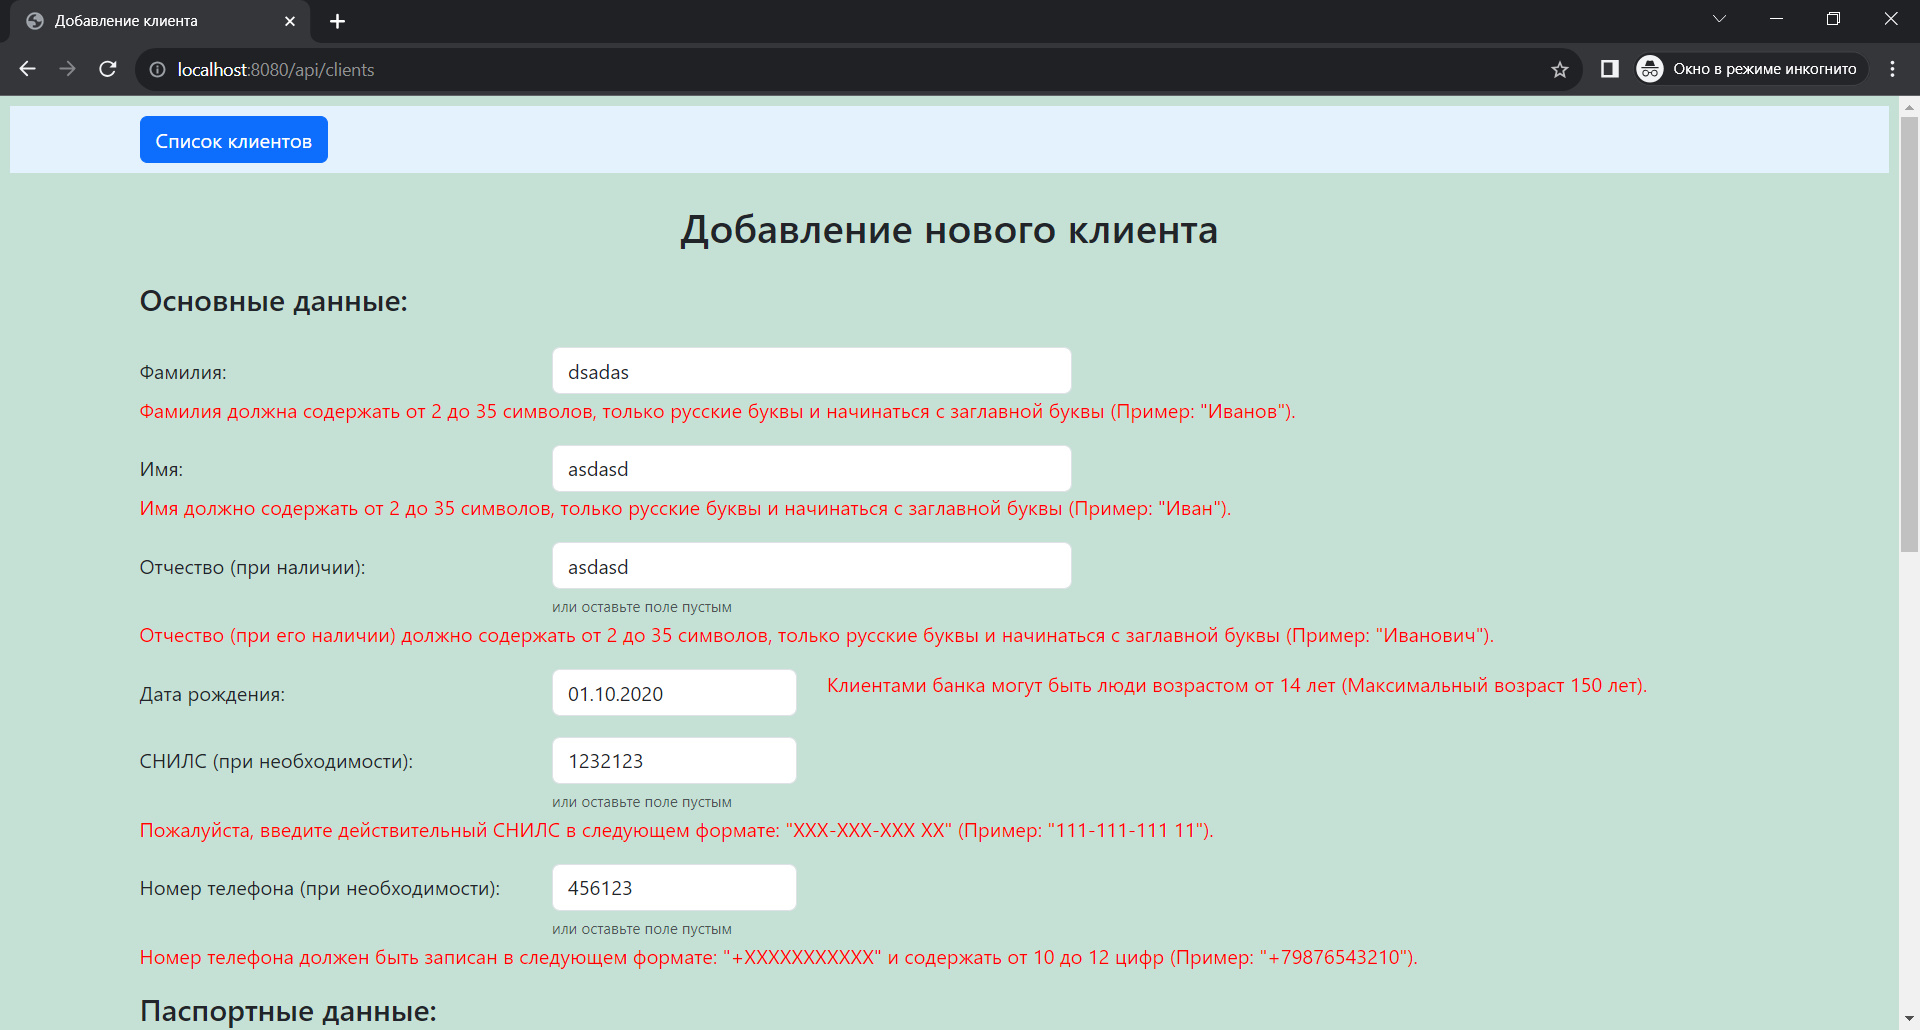 Добавление клиента
localhost:8080/api/clients
Окно в режиме инкогнито
Список клиентов
Добавление нового клиента
Основные данные:
Фамилия: dsadas
Фамилия должна содержать от 2 до 35 символов, только русские буквы и начинаться с заглавной буквы (Пример: "Иванов").
Имя: asdasd
Имя должно содержать от 2 до 35 символов, только русские буквы и начинаться с заглавной буквы (Пример: "Иван").
Отчество (при наличии): asdasd
или оставьте поле пустым
Отчество (при его наличии) должно содержать от 2 до 35 символов, только русские буквы и начинаться с заглавной буквы (Пример: "Иванович").
Дата рождения: 01.10.2020 Клиентами банка могут быть люди возрастом от 14 лет (Максимальный возраст 150 лет).
СНИЛС (при необходимости): 1232123
или оставьте поле пустым
Пожалуйста, введите действительный СНИЛС в следующем формате: "XXX-XXX-XXX XX" (Пример: "111-111-111 11").
Номер телефона (при необходимости): 456123
или оставьте поле пустым
Номер телефона должен быть записан в следующем формате: "+XXXXXXXXXXX" и содержать от 10 до 12 цифр (Пример: "+79876543210").
Паспортные данные: